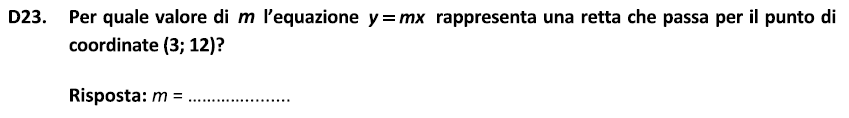 D23. Per quale valore di m l'equazione y = mx rappresenta una retta che passa per il punto di
coordinate (3; 12)?
Risposta: m = .....................